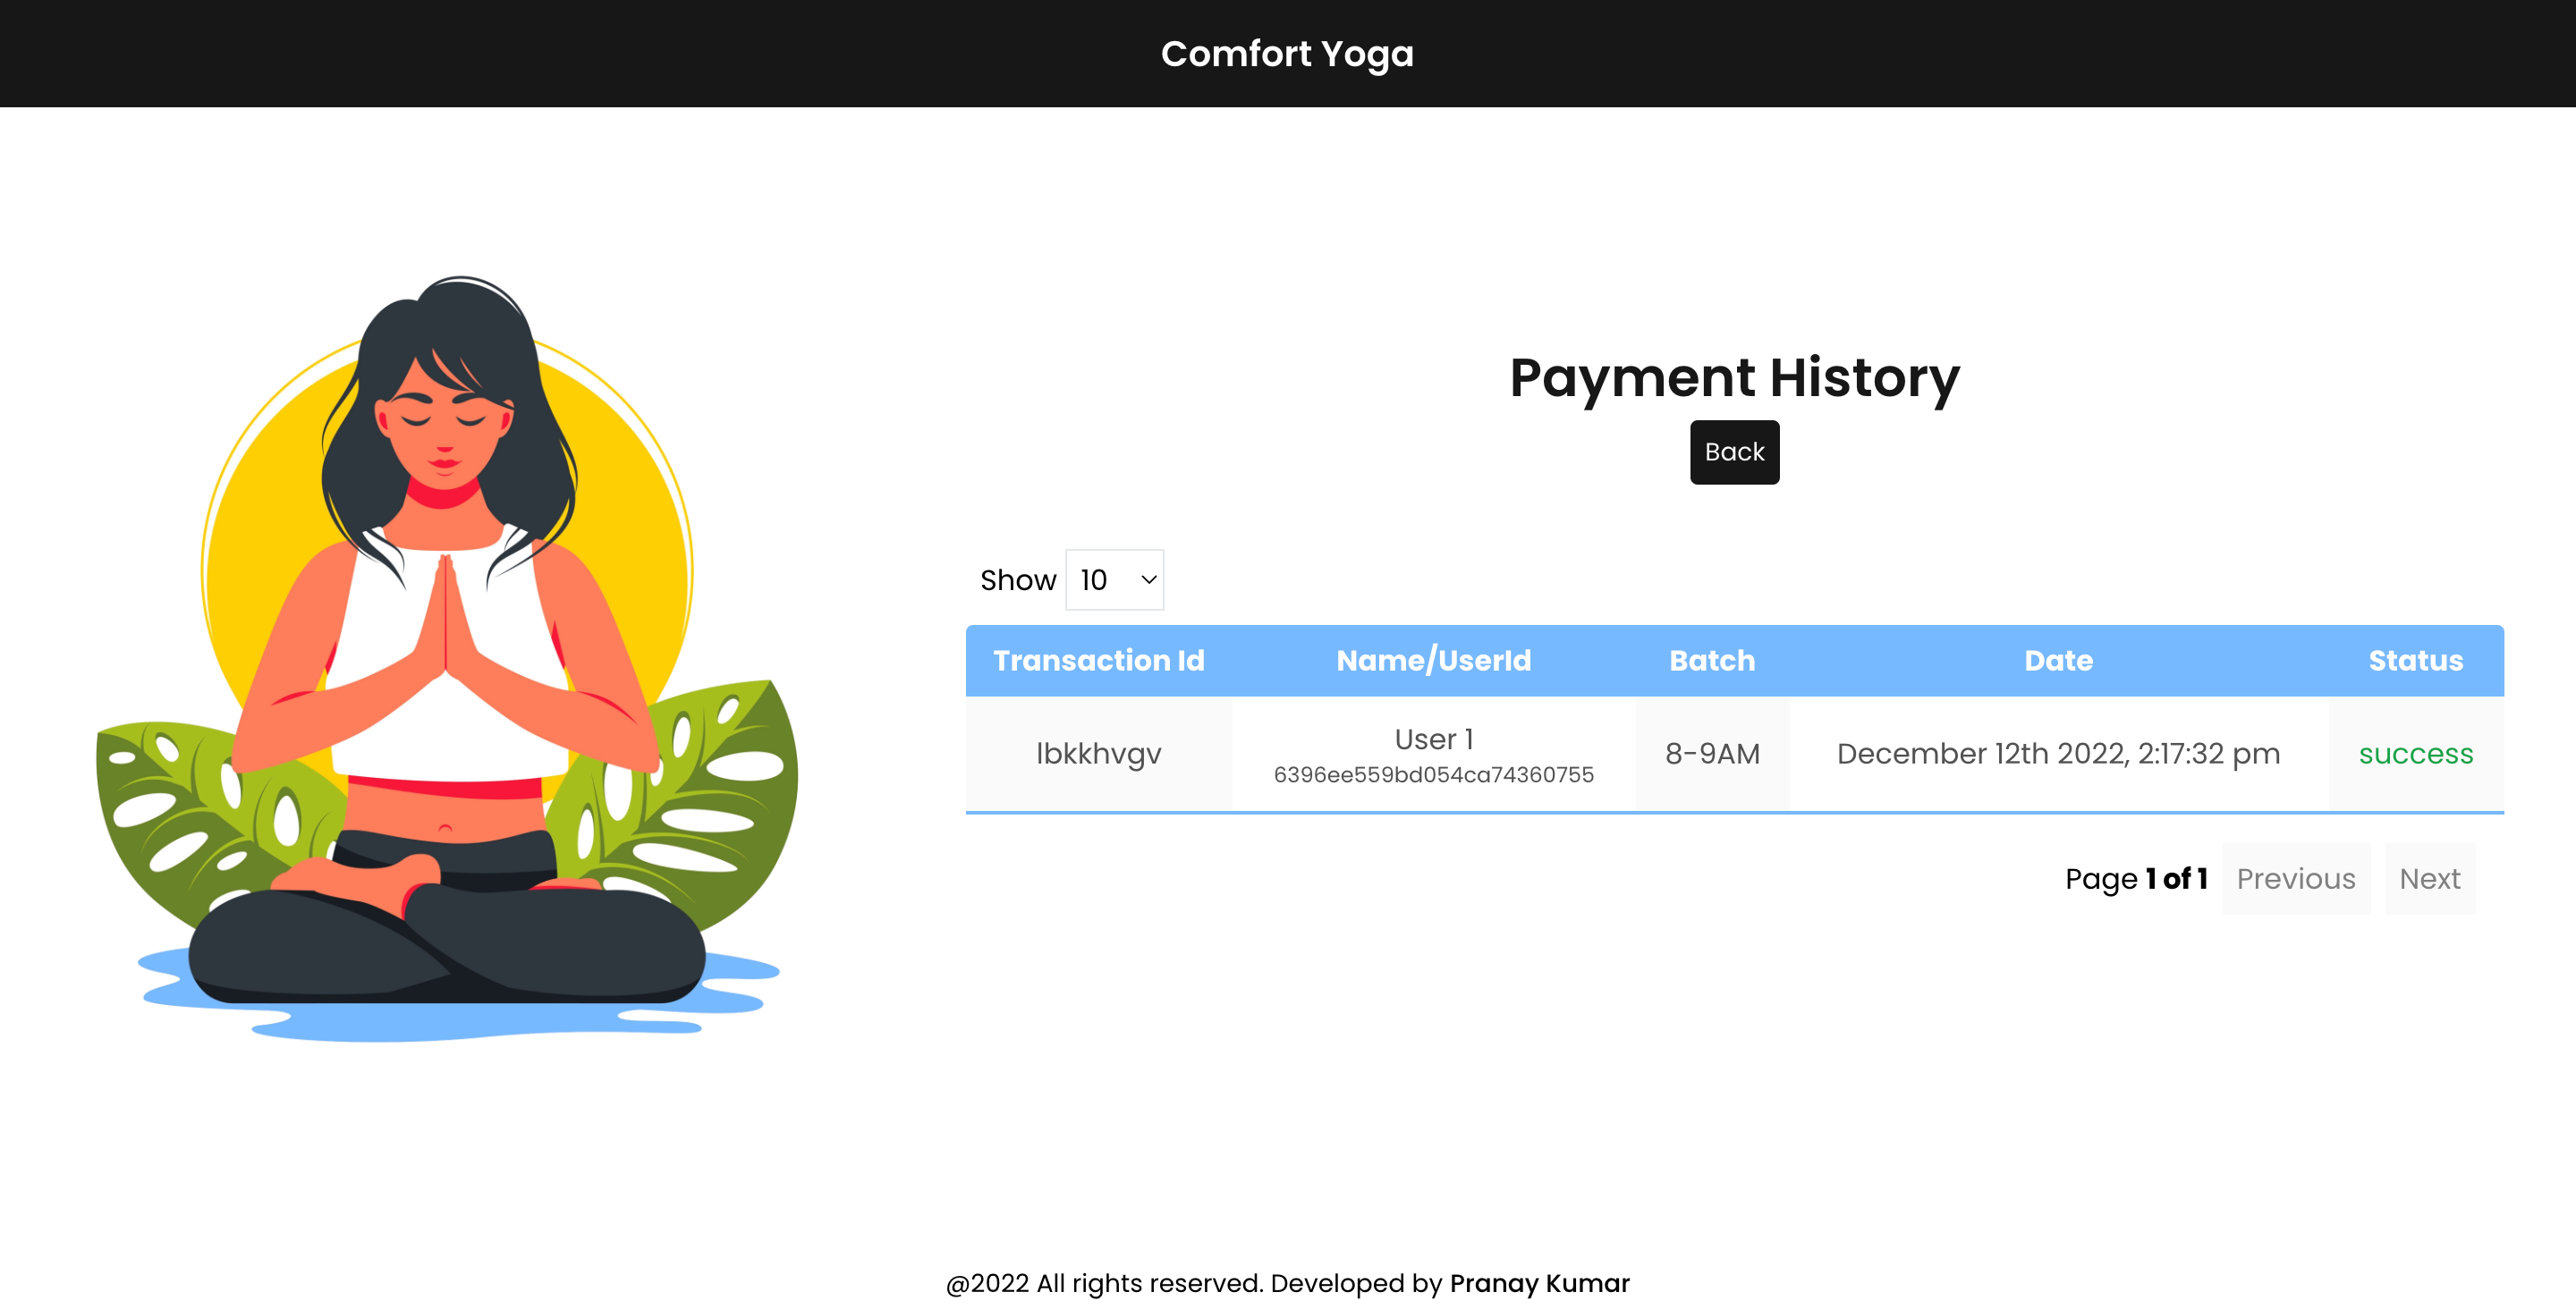 Comfort Yoga
Payment History
Back
Show 10
Transaction Id Name/UserId Batch Date Status
lbkkhvgv User 1 8-9AM December 12th 2022, 2:17:32 pm success
6396ee559bd054ca74360755
Page 1 of 1 Previous Next
@2022 All rights reserved. Developed by Pranay Kumar